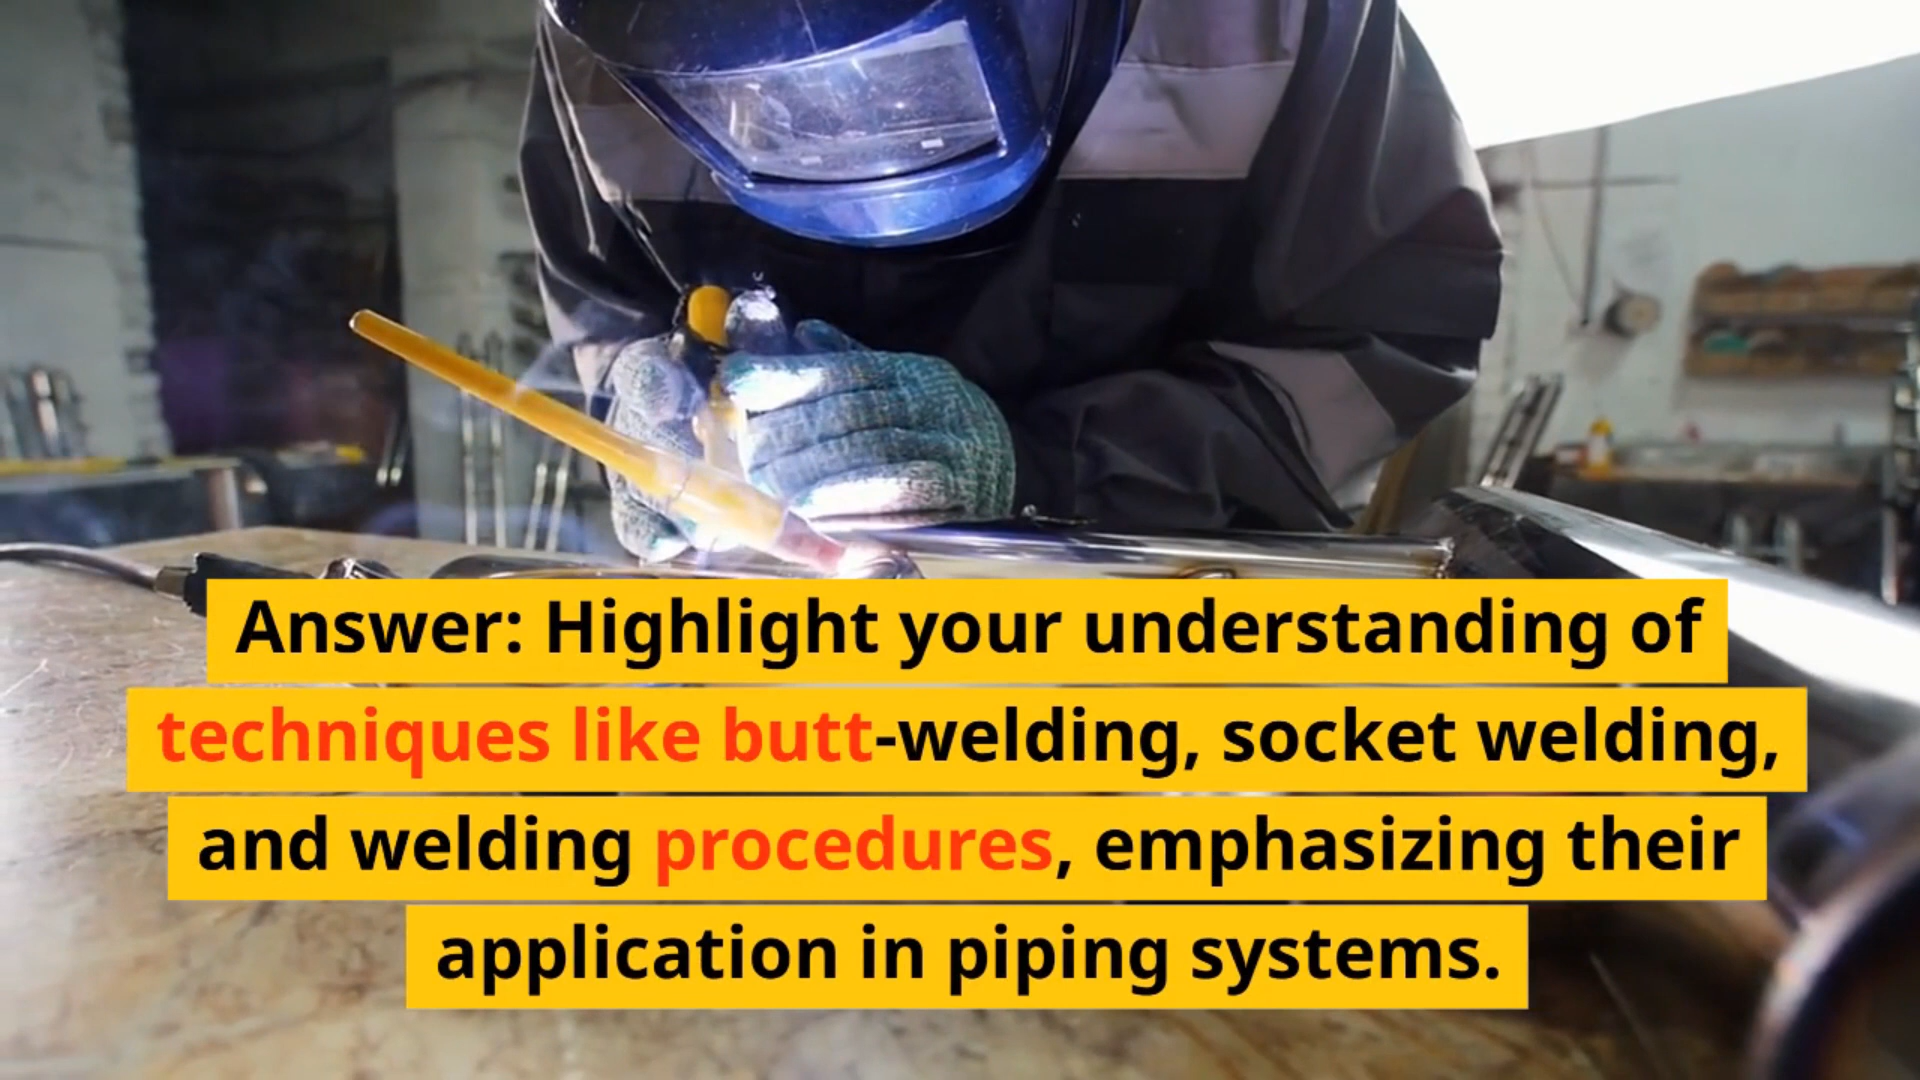 Answer: Highlight your understanding of
techniques like butt-welding, socket welding,
and welding procedures, emphasizing their
application in piping systems.